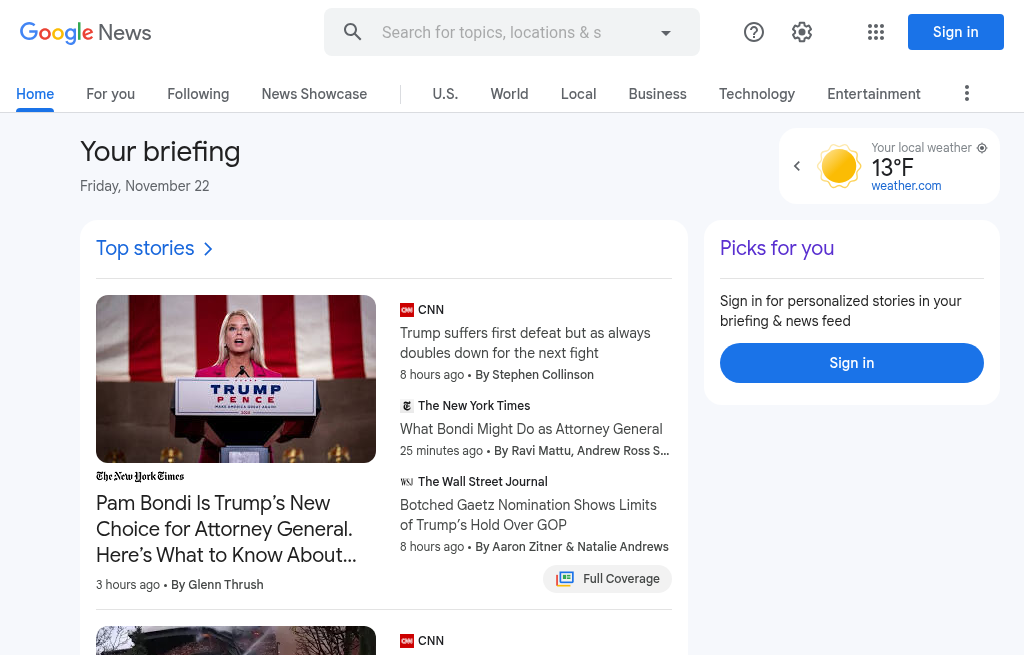 Google News
Search for topics, locations & s
Sign in
Home
For you
Following
News Showcase
U.S.
World
Local
Business
Technology
Entertainment
Your briefing
Friday, November 22
Your local weather
13°F
weather.com
Top stories
Picks for you
Sign in for personalized stories in your
briefing & news feed
Sign in
TRUMP
PENCE
MAKE AMERICA GREAT AGAIN!
The New York Times
Pam Bondi Is Trump’s New
Choice for Attorney General.
Here’s What to Know About…
3 hours ago • By Glenn Thrush
CNN
CNN
Trump suffers first defeat but as always
doubles down for the next fight
8 hours ago • By Stephen Collinson
The New York Times
What Bondi Might Do as Attorney General
25 minutes ago • By Ravi Mattu, Andrew Ross S…
WSJ
The Wall Street Journal
Botched Gaetz Nomination Shows Limits
of Trump’s Hold Over GOP
8 hours ago • By Aaron Zitner & Natalie Andrews
Full Coverage
CNN
CNN